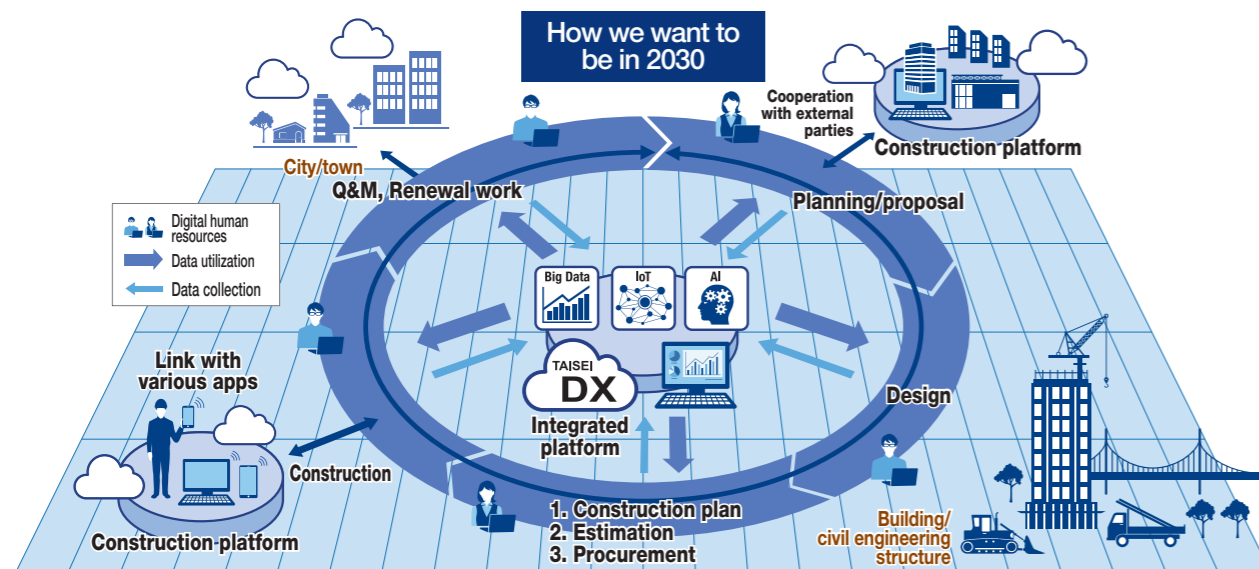 How we want to
be in 2030
City/town
Q&M, Renewal work
Cooperation
with external
parties
Construction platform
Planning/proposal
Digital human
resources
Data utilization
Data collection
Big Data
IoT
AI
TAISEI
DX
Integrated
platform
Link with
various apps
Construction
Construction-platform
Design
1. Construction plan
2. Estimation
3. Procurement
Building/
civil engineering
structure